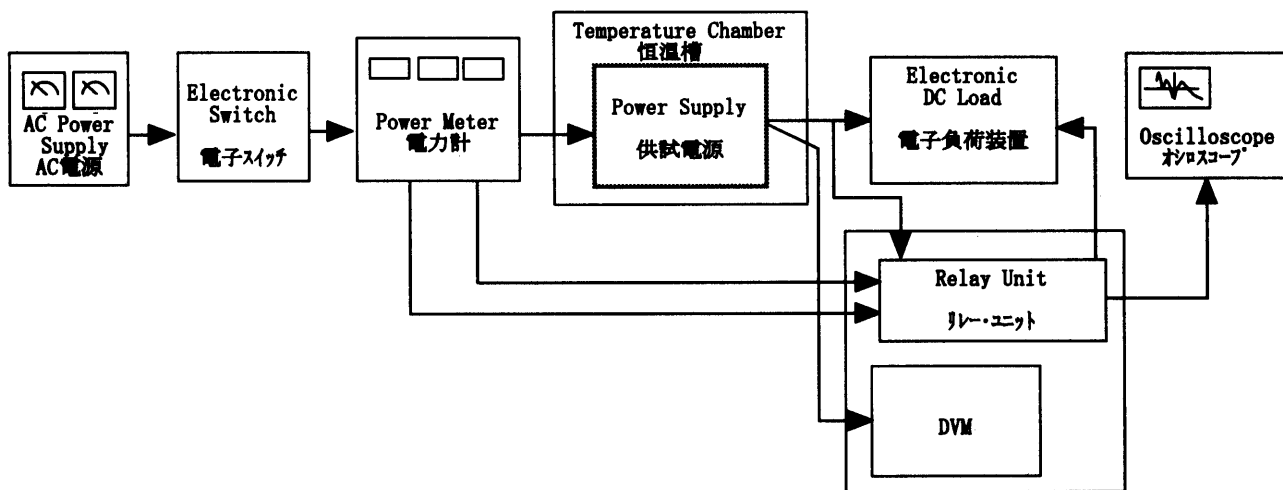 AC Power
Supply
AC電源
Electronic
Switch
電子スイッチ
Power Meter
電力計
Temperature Chamber
恒温槽
Power Supply
供試電源
Electronic
DC Load
電子負荷装置
Oscilloscope
オシロスコープ
Relay Unit
リレー・ユニット
DVM